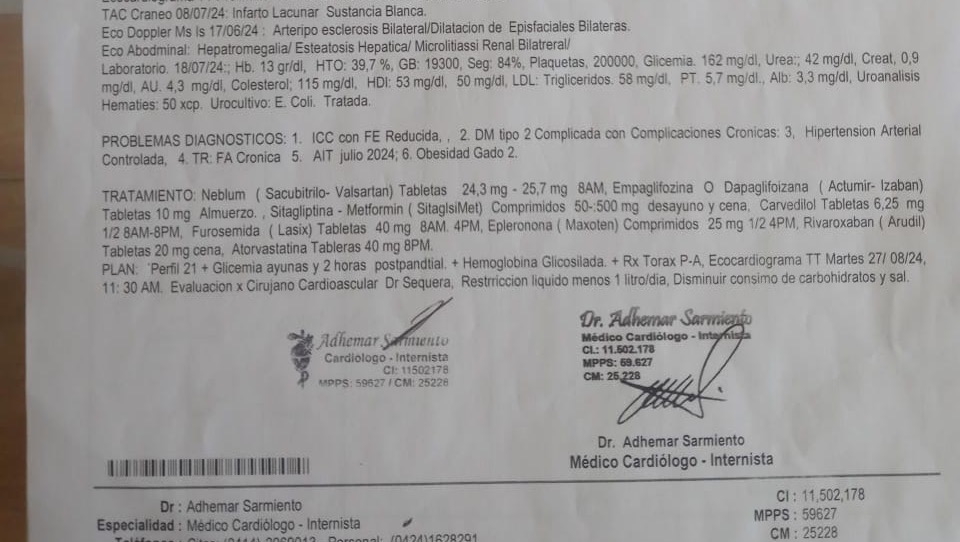 TAC Craneo 08/07/24: Infarto Lacunar Sustancia Blanca.
Eco Doppler Ms Is 17/06/24 : Arteripo esclerosis Bilateral/Dilatacion de Episfaciales Bilateras.
Eco Abdominal: Hepatromegalia/ Esteatosis Hepatica/ Microlitiassi Renal Bilatreral/
Laboratorio. 18/07/24:; Hb. 13 gr/dl, HTO: 39,7 %, GB: 19300, Seg: 84%, Plaquetas, 200000, Glicemia. 162 mg/dl, Urea:; 42 mg/dl, Creat, 0,9
mg/dl, AU. 4,3 mg/dl, Colesterol; 115 mg/dl, HDl: 53 mg/dl, 50 mg/dl, LDL: Trigliceridos. 58 mg/dl, PT. 5,7 mg/dl., Alb: 3,3 mg/dl, Uroanalisis
Hematies: 50 xcp. Urocultivo: E. Coli. Tratada.
PROBLEMAS DIAGNOSTICOS: 1. ICC con FE Reducida, , 2. DM tipo 2 Complicada con Complicaciones Cronicas: 3, Hipertension Arterial
Controlada, 4. TR: FA Cronica 5. AIT julio 2024; 6. Obesidad Gado 2.
TRATAMIENTO: Neblum ( Sacubitrilo- Valsartan) Tabletas 24,3 mg - 25,7 mg 8AM, Empaglifozina O Dapaglifoizana ( Actumir- Izaban)
Tabletas 10 mg Almuerzo. , Sitagliptina - Metformin ( SitaglsiMet) Comprimidos 50-:500 mg desayuno y cena, Carvedilol Tabletas 6,25 mg
1/2 8AM-8PM, Furosemida ( Lasix) Tabletas 40 mg 8AM. 4PM, Eplerenona ( Maxoten) Comprimidos 25 mg 1/2 4PM, Rivaroxaban ( Arudil)
Tabletas 20 mg cena, Atorvastatina Tableras 40 mg 8PM.
PLAN: Perfil 21 + Glicemia ayunas y 2 horas postpandtial. + Hemoglobina Glicosilada. + Rx Torax P-A, Ecocardiograma TT Martes 27/ 08/24,
11: 30 AM. Evaluacion x Cirujano Cardioascular Dr Sequera, Restrriccion liquido menos 1 litro/dia, Disminuir consimo de carbohidratos y sal.
Adhemar Sarmiento
Cardiólogo - Internista
CI: 11502178
MPPS: 59627 / CM: 25228
Dr. Adhemar Sarmiento
Médico Cardiólogo - Internista
CI.: 11.502.178
MPPS: 59.627
CM: 25.228
Dr. Adhemar Sarmiento
Médico Cardiólogo - Internista
Dr : Adhemar Sarmiento
Especialidad : Médico Cardiólogo - Internista
CI : 11,502,178
MPPS : 59627
CM : 25228